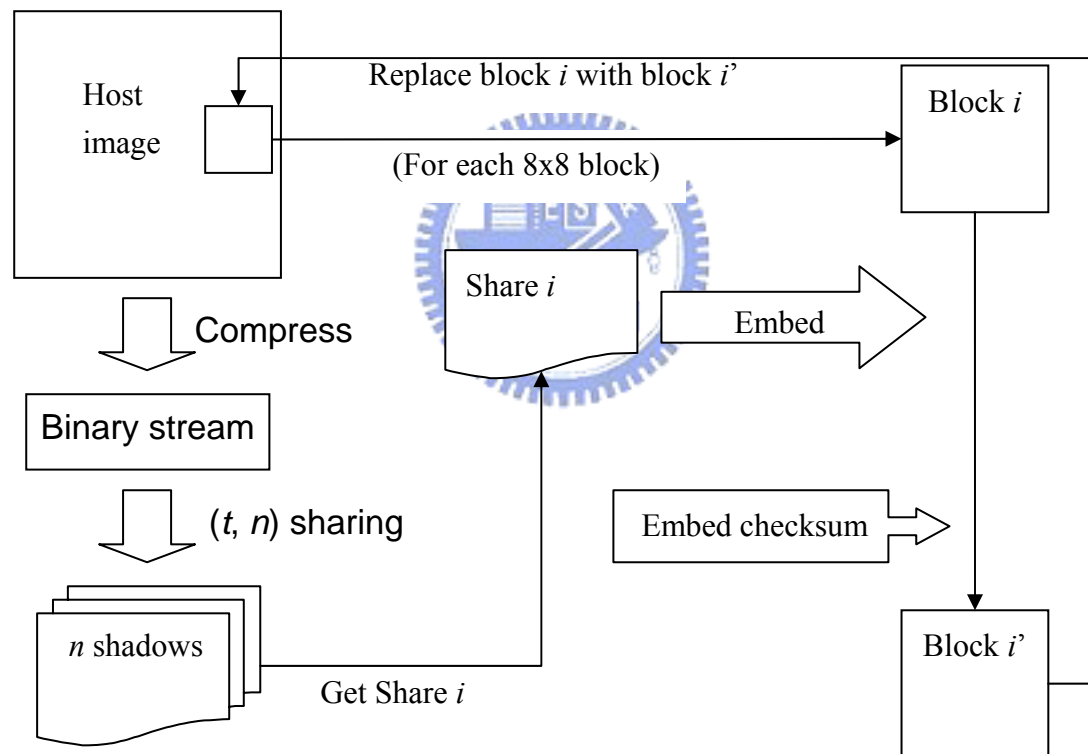 Replace block i with block i’
Host
image
Block i
(For each 8x8 block)
Share i
Embed
Compress
Binary stream
(t, n) sharing
Embed checksum
n shadows
Block i’
Get Share i